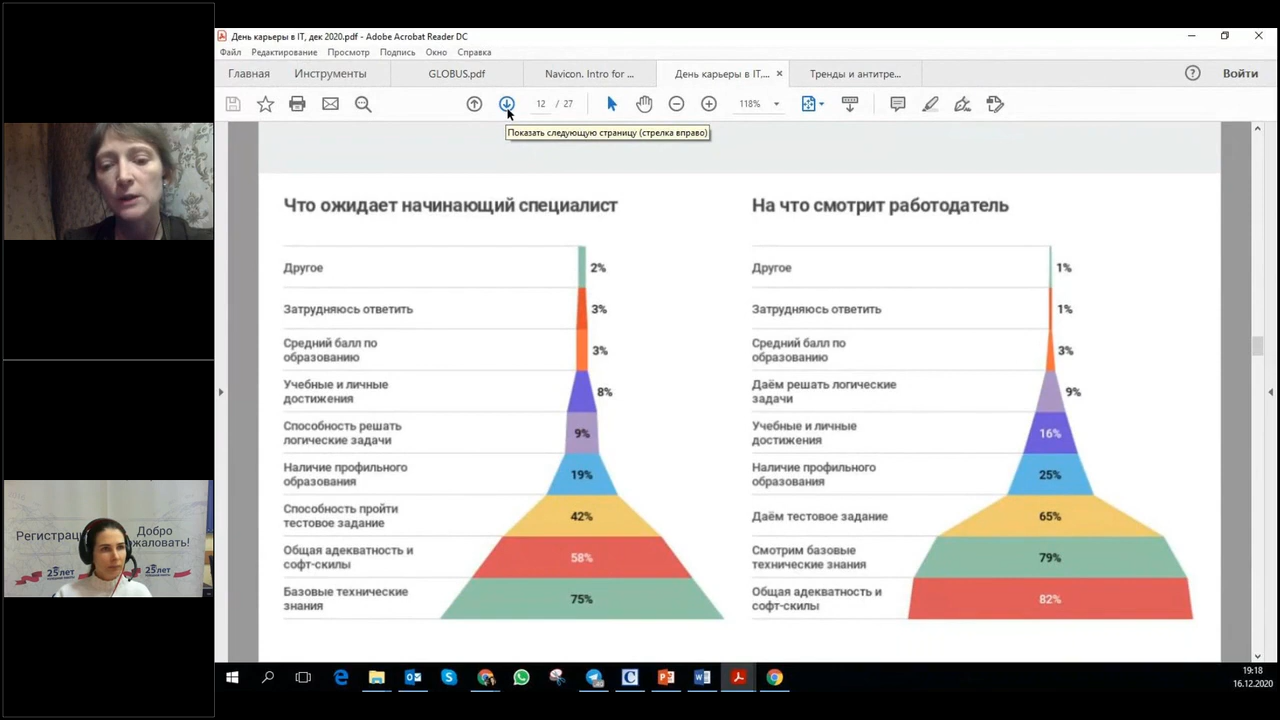 День карьеры в IT, дек 2020.pdf - Adobe Acrobat Reader DC
Файл Редактирование Просмотр Подпись Окно Справка
Главная Инструменты GLOBUS.pdf Navicon. Intro for ... День карьеры в IT,... × Тренды и антитре... Войти
12 / 27 118%
Показать следующую страницу (стрелка вправо)
Что ожидает начинающий специалист
Другое 2%
Затрудняюсь ответить 3%
Средний балл по
образованию 3%
Учебные и личные
достижения 8%
Способность решать
логические задачи 9%
Наличие профильного
образования 19%
Способность пройти
тестовое задание 42%
Общая адекватность и
софт-скилы 58%
Базовые технические
знания 75%
На что смотрит работодатель
Другое 1%
Затрудняюсь ответить 1%
Средний балл по
образованию 3%
Даём решать логические
задачи 9%
Учебные и личные
достижения 16%
Наличие профильного
образования 25%
Даём тестовое задание 65%
Смотрим базовые
технические знания 79%
Общая адекватность и
софт-скилы 82%
Добро
25лет
25лет
19:18
16.12.2020